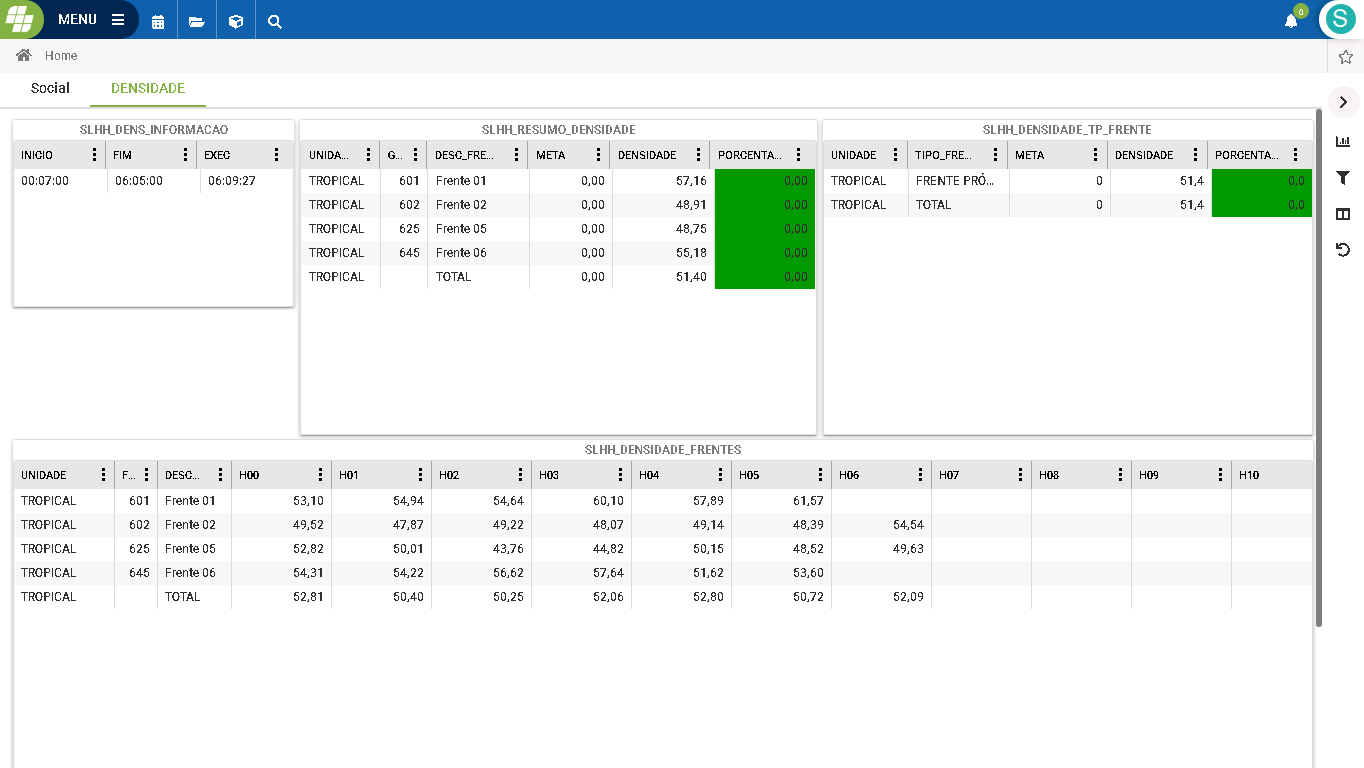 MENU
0
S
Home
Social DENSIDADE
SLHH_DENS_INFORMACAO
INICIO FIM EXEC
00:07:00 06:05:00 06:09:27
SLHH_RESUMO_DENSIDADE
UNIDA... G... DESC_FRE... META DENSIDADE PORCENTA...
TROPICAL 601 Frente 01 0,00 57,16 0,00
TROPICAL 602 Frente 02 0,00 48,91 0,00
TROPICAL 625 Frente 05 0,00 48,75 0,00
TROPICAL 645 Frente 06 0,00 55,18 0,00
TROPICAL TOTAL 0,00 51,40 0,00
SLHH_DENSIDADE_TP_FRENTE
UNIDADE TIPO_FRE... META DENSIDADE PORCENTA...
TROPICAL FRENTE PRÓ... 0 51,4 0,0
TROPICAL TOTAL 0 51,4 0,0
SLHH_DENSIDADE_FRENTES
UNIDADE F... DESC... H00 H01 H02 H03 H04 H05 H06 H07 H08 H09 H10
TROPICAL 601 Frente 01 53,10 54,94 54,64 60,10 57,89 61,57
TROPICAL 602 Frente 02 49,52 47,87 49,22 48,07 49,14 48,39 54,54
TROPICAL 625 Frente 05 52,82 50,01 43,76 44,82 50,15 48,52 49,63
TROPICAL 645 Frente 06 54,31 54,22 56,62 57,64 51,62 53,60
TROPICAL TOTAL 52,81 50,40 50,25 52,06 52,80 50,72 52,09